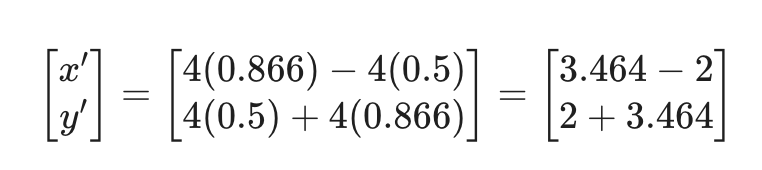 [x'] = [4(0.866) − 4(0.5)] = [3.464 − 2]
[y'] = [4(0.5) + 4(0.866)] = [2 + 3.464]